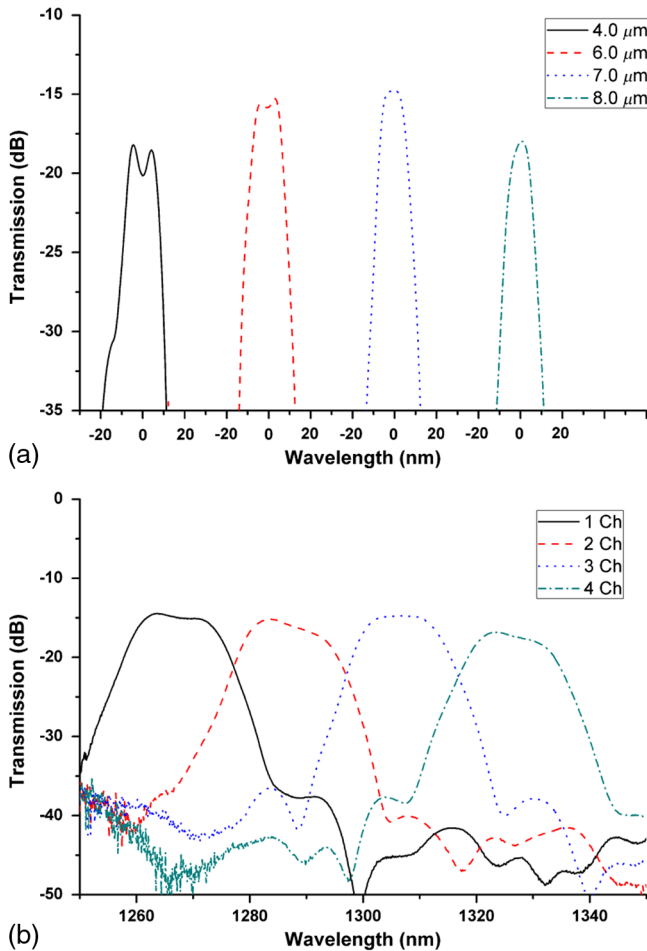 -10
-15
-20
-25
-30
-35
Transmission (dB)
4.0 μm
6.0 μm
7.0 μm
8.0 μm
-20 0 20 -20 0 20 -20 0 20 -20 0 20
Wavelength (nm)
(a)
0
-10
-20
-30
-40
-50
Transmission (dB)
1 Ch
2 Ch
3 Ch
4 Ch
1260 1280 1300 1320 1340
Wavelength (nm)
(b)